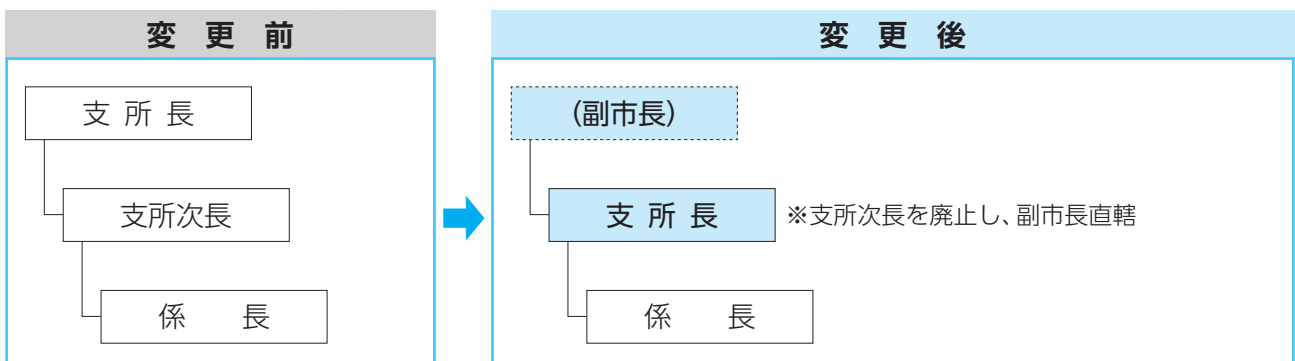 変更前
支所長
支所次長
係長
変更後
(副市長)
支所長 ※支所次長を廃止し、副市長直轄
係長